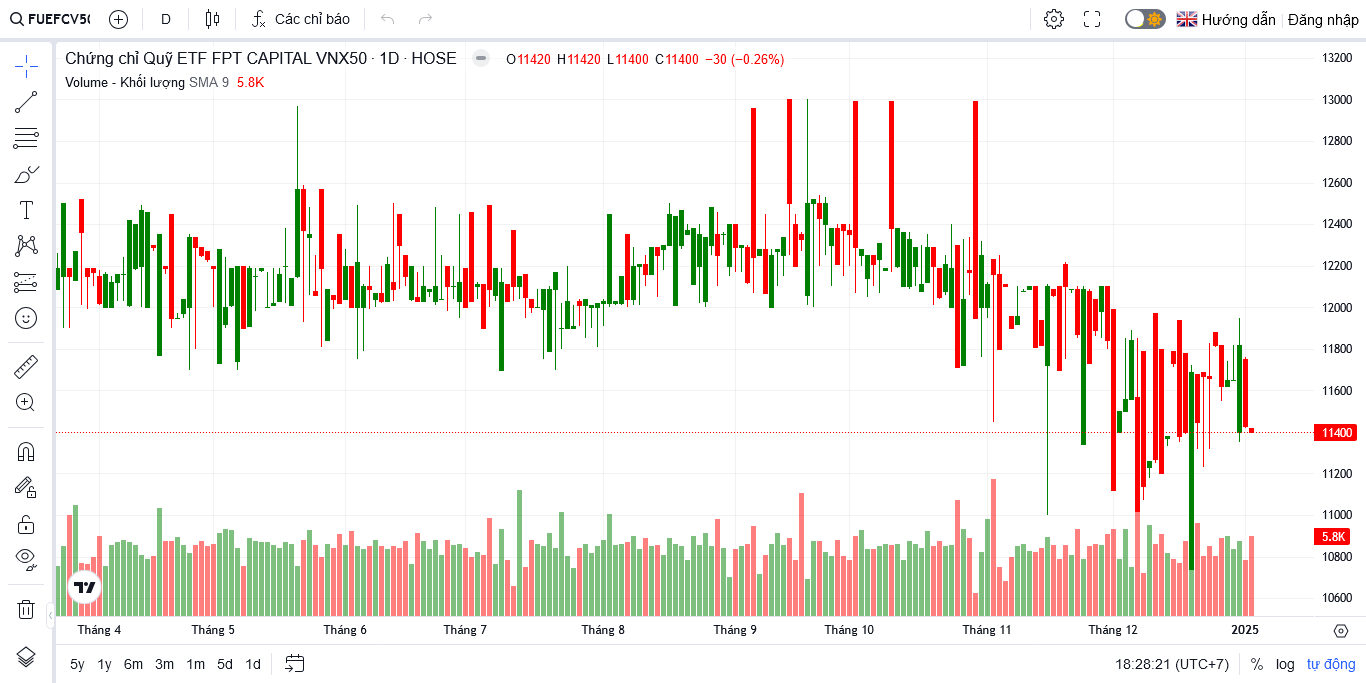 FUEFCV50 D Các chỉ báo Hướng dẫn Đăng nhập
Chứng chỉ Quỹ ETF FPT CAPITAL VNX50 · 1D · HOSE O11420 H11420 L11400 C11400 −30 (−0.26%)
Volume - Khối lượng SMA 9 5.8K
13200
13000
12800
12600
12400
12200
12000
11800
11600
11400
11200
11000
5.8K
10800
10600
Tháng 4 Tháng 5 Tháng 6 Tháng 7 Tháng 8 Tháng 9 Tháng 10 Tháng 11 Tháng 12 2025
5y 1y 6m 3m 1m 5d 1d 18:28:21 (UTC+7) % log tự động